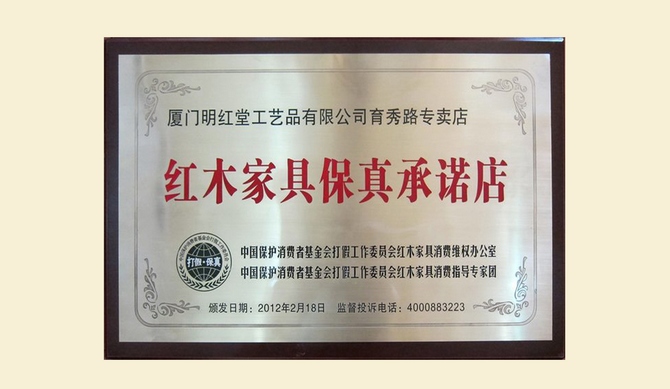 厦门明红堂工艺品有限公司育秀路专卖店
红木家具保真承诺店
打假·保真
中国保护消费者基金会打假工作委员会红木家具消费维权办公室
中国保护消费者基金会打假工作委员会红木家具消费指导专家团
颁发日期：2012年2月18日 监督投诉电话：4000883223